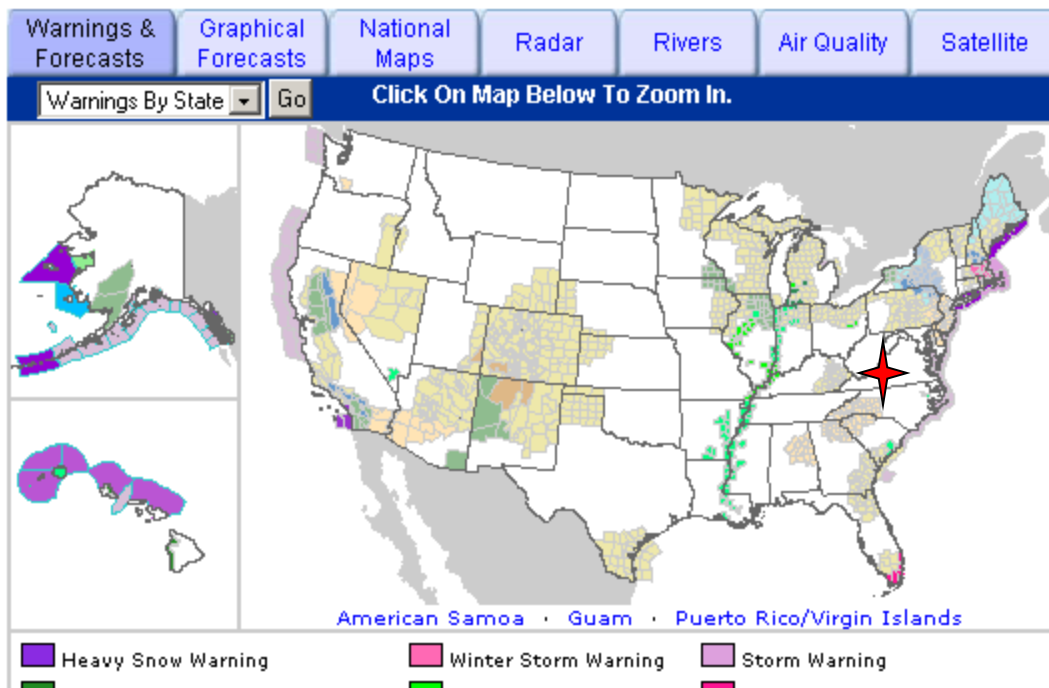 Warnings & Forecasts
Graphical Forecasts
National Maps
Radar
Rivers
Air Quality
Satellite
Warnings By State
Go
Click On Map Below To Zoom In.
American Samoa · Guam · Puerto Rico/Virgin Islands
Heavy Snow Warning
Winter Storm Warning
Storm Warning